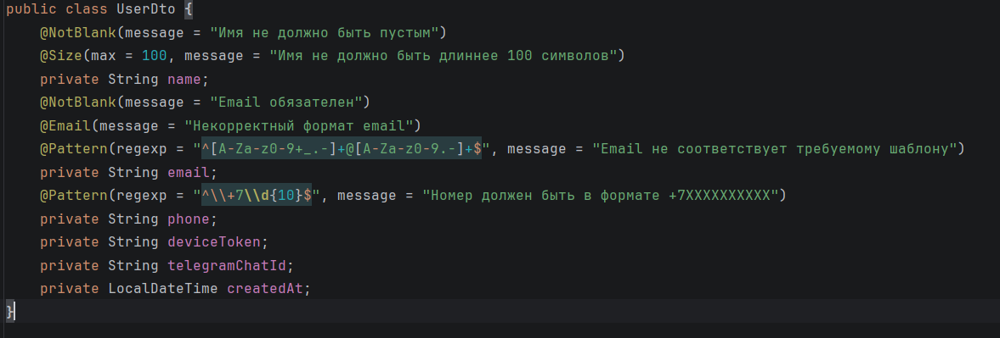 public class UserDto {
    @NotBlank(message = "Имя не должно быть пустым")
    @Size(max = 100, message = "Имя не должно быть длиннее 100 символов")
    private String name;
    @NotBlank(message = "Email обязателен")
    @Email(message = "Некорректный формат email")
    @Pattern(regexp = "^[A-Za-z0-9+_.-]+@[A-Za-z0-9.-]+$", message = "Email не соответствует требуемому шаблону")
    private String email;
    @Pattern(regexp = "^\\+7\\d{10}$", message = "Номер должен быть в формате +7XXXXXXXXXX")
    private String phone;
    private String deviceToken;
    private String telegramChatId;
    private LocalDateTime createdAt;
}